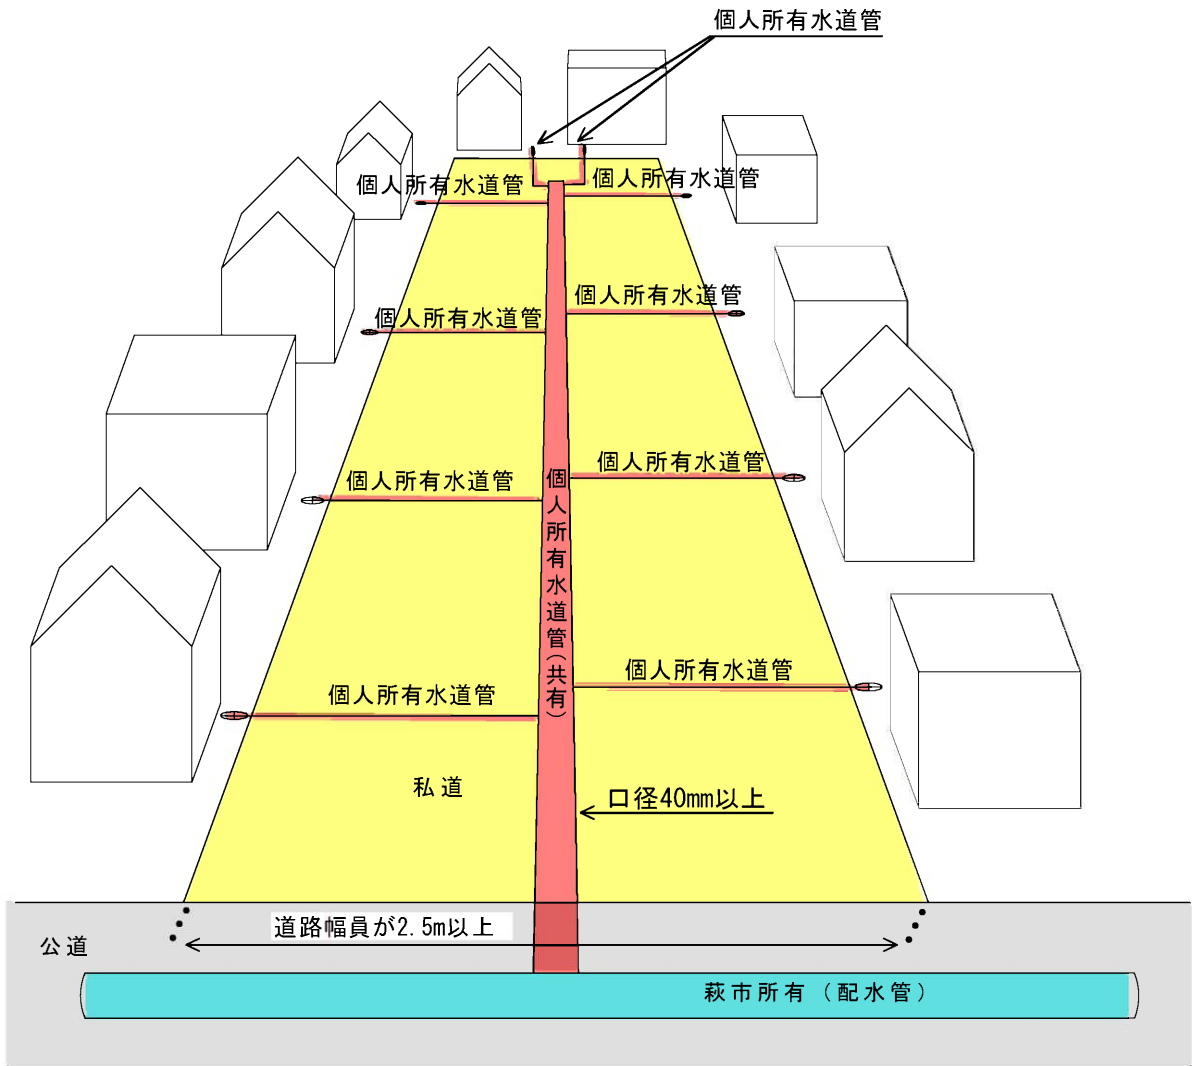 個人所有水道管
個人所有水道管
個人所有水道管
個人所有水道管
個人所有水道管
個人所有水道管
個人所有水道管
個人所有水道管（共有）
個人所有水道管
個人所有水道管
私道
口径40mm以上
道路幅員が2.5m以上
公道
萩市所有（配水管）